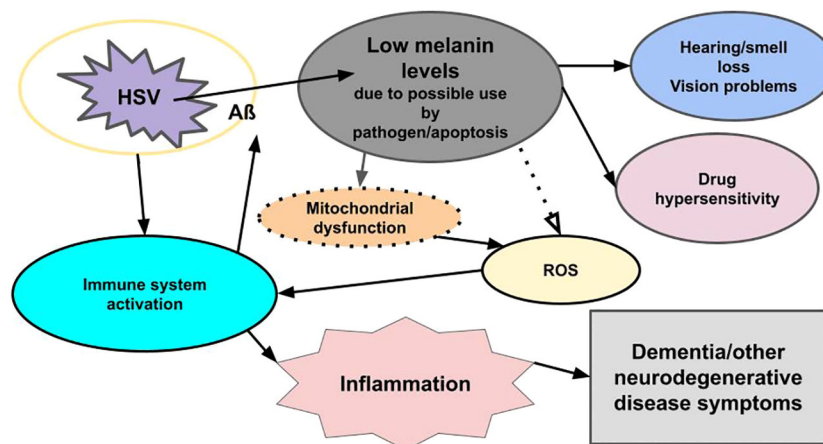 HSV
Aß
Low melanin
levels
due to possible use
by
pathogen/apoptosis
Hearing/smell
loss
Vision problems
Drug
hypersensitivity
Mitochondrial
dysfunction
ROS
Immune system
activation
Inflammation
Dementia/other
neurodegenerative
disease symptoms